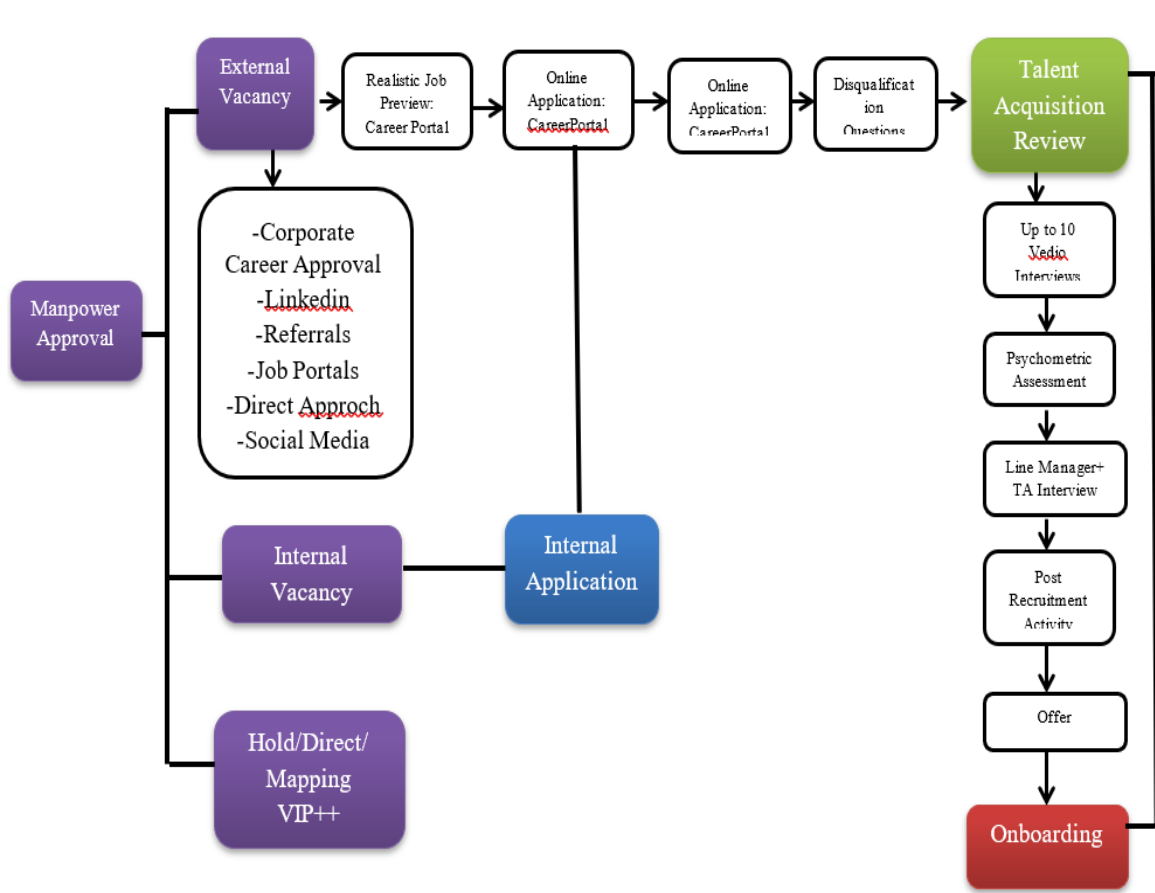 External
Vacancy
Realistic Job
Preview:
Career Portal
Online
Application:
CareerPortal
Online
Application:
CareerPortal
Disqualificat
ion
Questions
Talent
Acquisition
Review
-Corporate
Career Approval
-Linkedin
-Referrals
-Job Portals
-Direct Approch
-Social Media
Manpower
Approval
Up to 10
Vedio
Interviews
Psychometric
Assessment
Line Manager+
TA Interview
Internal
Vacancy
Internal
Application
Post
Recruitment
Activity
Offer
Hold/Direct/
Mapping
VIP++
Onboarding